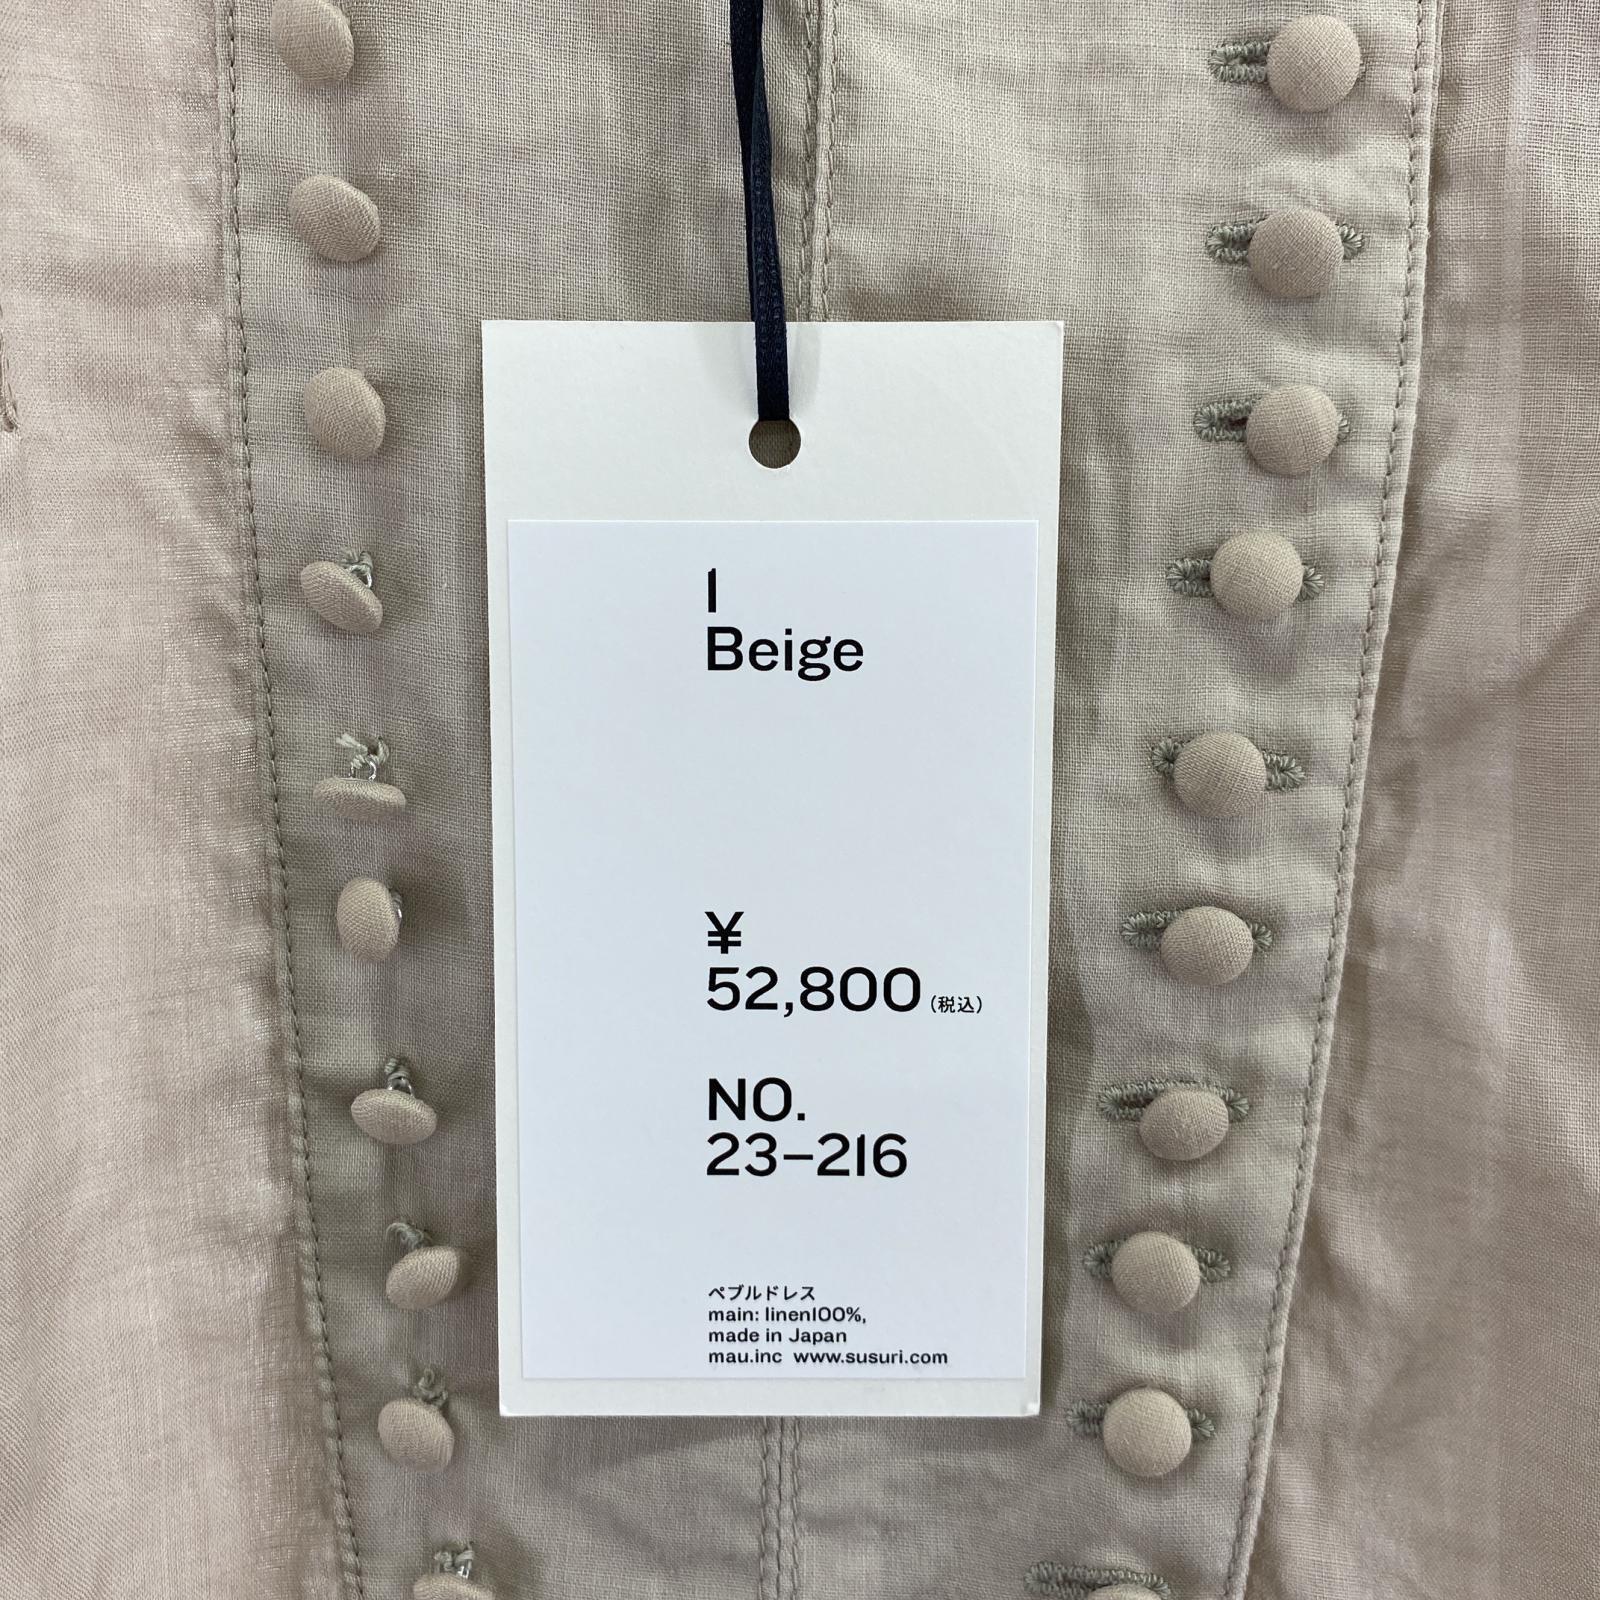 1
Beige
¥
52,800(税込)
NO.
23-216
ペブルドレス
main: linen100%,
made in Japan
mau.inc www.susuri.com